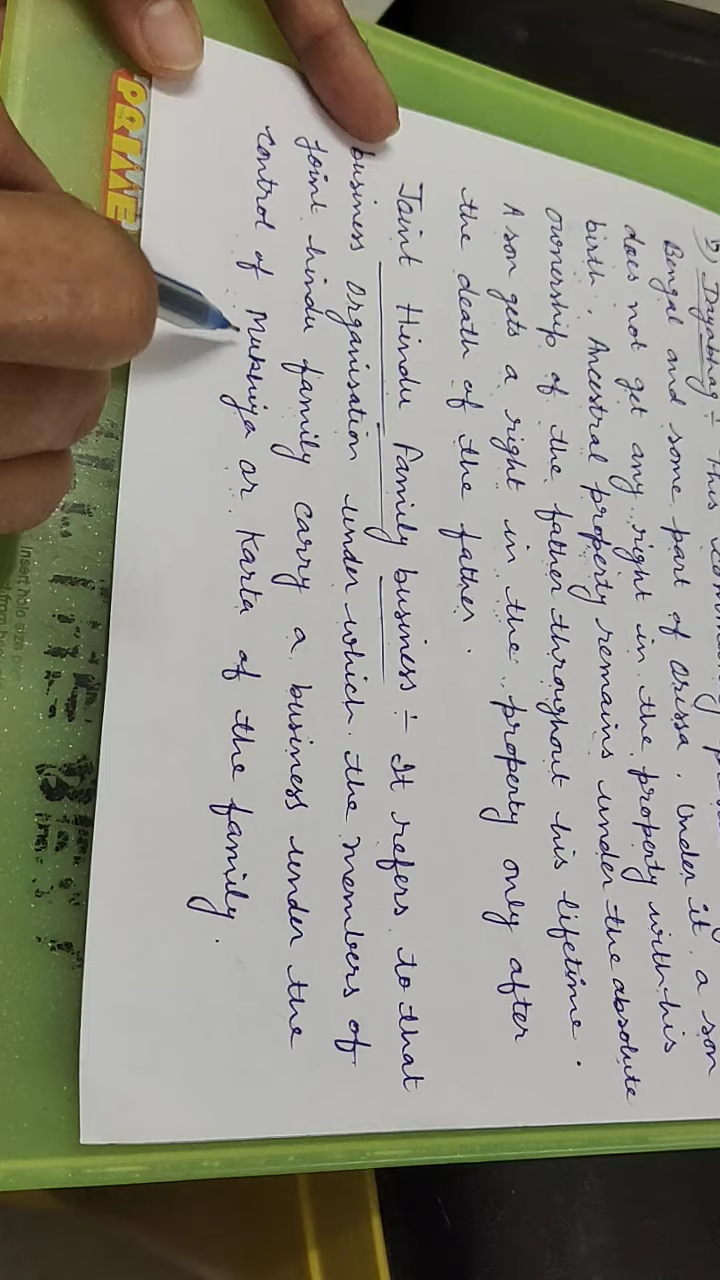 b) Dayabhag :- This
Bengal and some part of Orissa. Under it, a son
does not get any right in the property with his
birth. Ancestral property remains under the absolute
ownership of the father throughout his lifetime.
A son gets a right in the property only after
the death of the father.
Joint Hindu Family business :- It refers to that
business organisation under which the members of
Joint hindu family carry a business under the
control of Mukhiya or Karta of the family.
PRIME